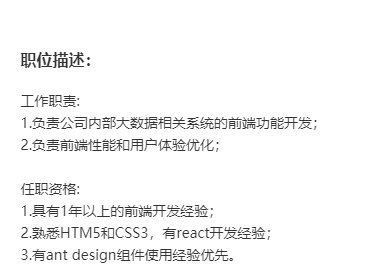 职位描述：
工作职责:
1.负责公司内部大数据相关系统的前端功能开发；
2.负责前端性能和用户体验优化；
任职资格:
1.具有1年以上的前端开发经验；
2.熟悉HTM5和CSS3，有react开发经验；
3.有ant design组件使用经验优先。